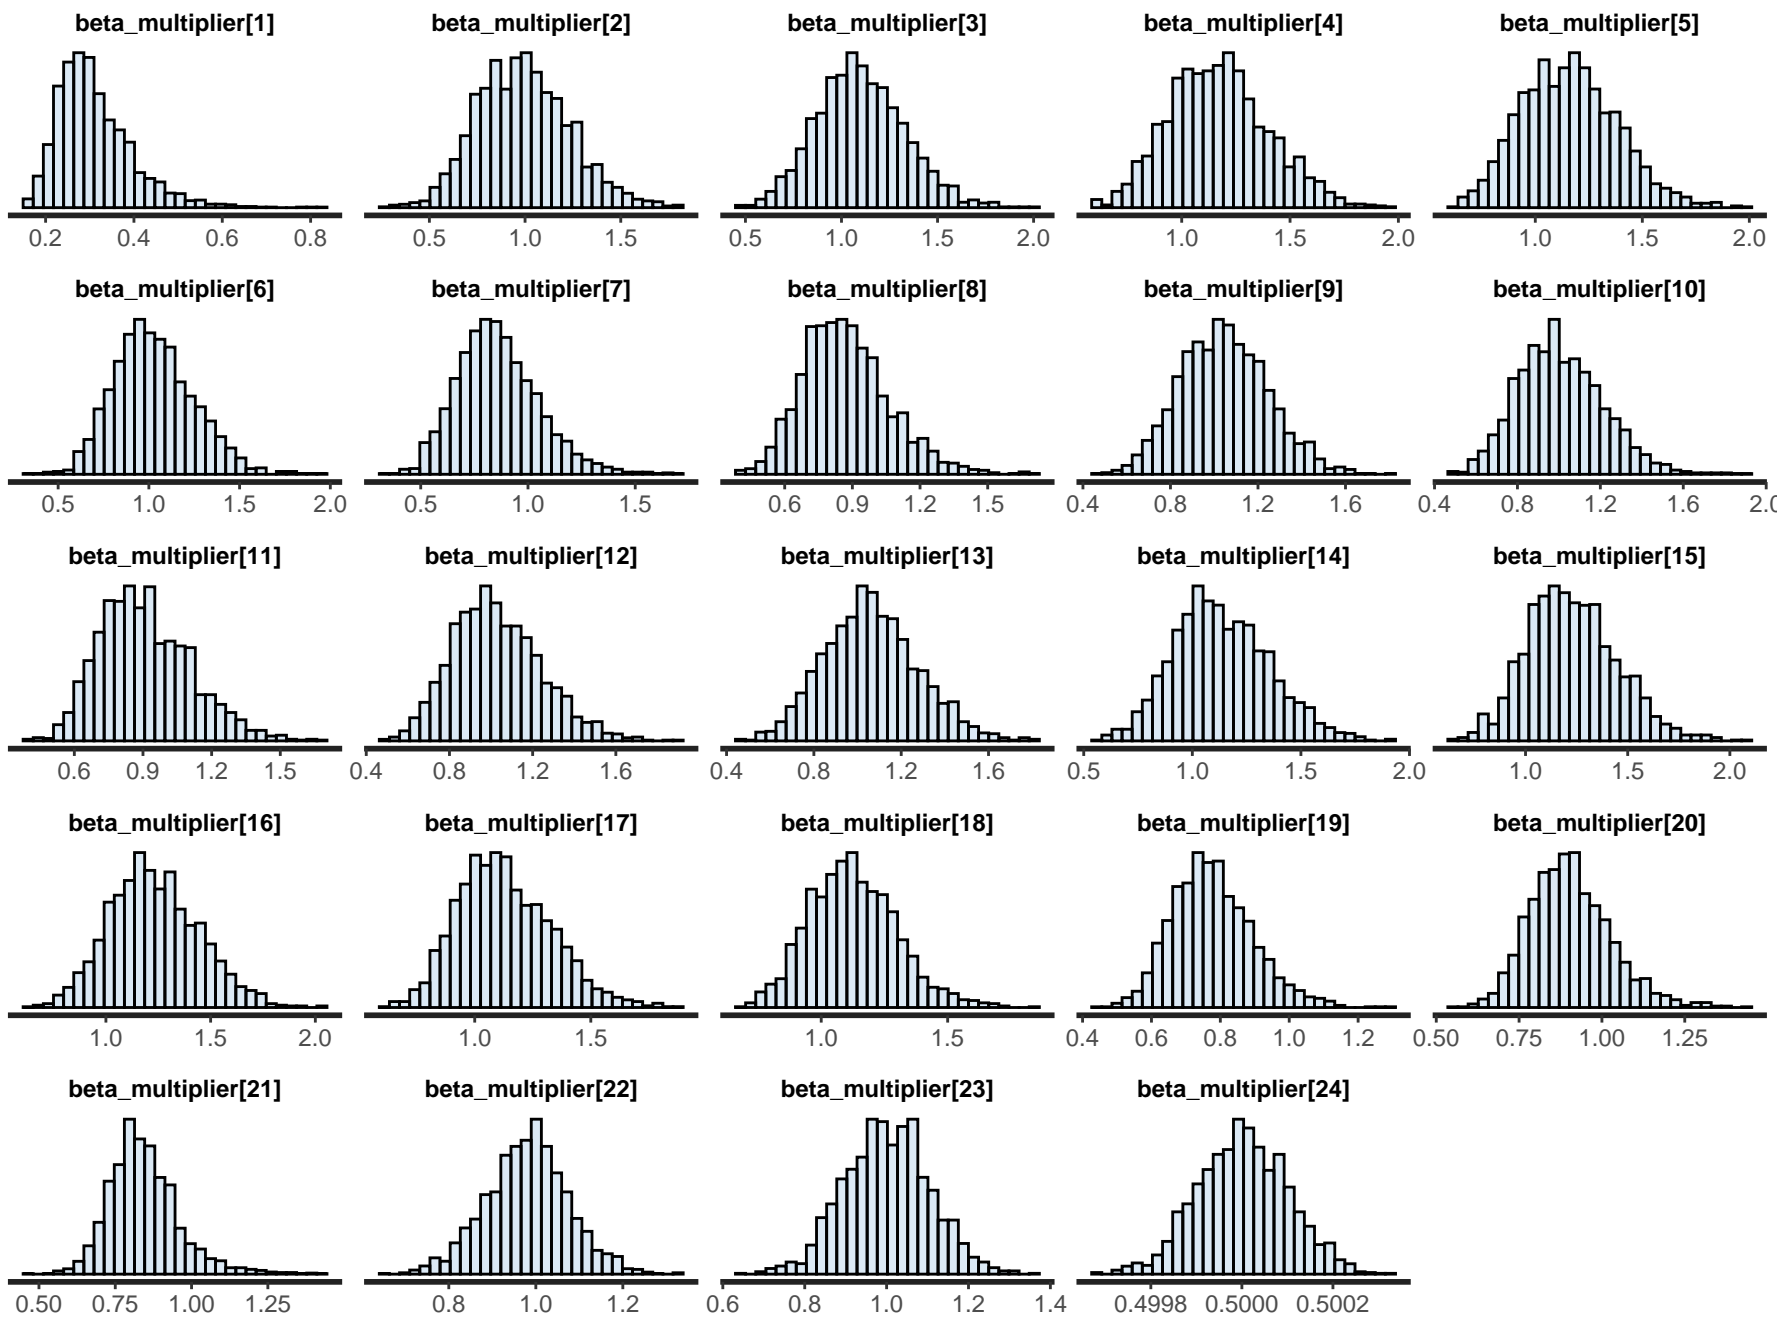 beta_multiplier[1] beta_multiplier[2] beta_multiplier[3] beta_multiplier[4] beta_multiplier[5]
0.2 0.4 0.6 0.8 0.5 1.0 1.5 0.5 1.0 1.5 2.0 1.0 1.5 2.0 1.0 1.5 2.0
beta_multiplier[6] beta_multiplier[7] beta_multiplier[8] beta_multiplier[9] beta_multiplier[10]
0.5 1.0 1.5 2.0 0.5 1.0 1.5 0.6 0.9 1.2 1.5 0.4 0.8 1.2 1.6 0.4 0.8 1.2 1.6 2.0
beta_multiplier[11] beta_multiplier[12] beta_multiplier[13] beta_multiplier[14] beta_multiplier[15]
0.6 0.9 1.2 1.5 0.4 0.8 1.2 1.6 0.4 0.8 1.2 1.6 0.5 1.0 1.5 2.0 1.0 1.5 2.0
beta_multiplier[16] beta_multiplier[17] beta_multiplier[18] beta_multiplier[19] beta_multiplier[20]
1.0 1.5 2.0 1.0 1.5 1.0 1.5 0.4 0.6 0.8 1.0 1.2 0.50 0.75 1.00 1.25
beta_multiplier[21] beta_multiplier[22] beta_multiplier[23] beta_multiplier[24]
0.50 0.75 1.00 1.25 0.8 1.0 1.2 0.6 0.8 1.0 1.2 1.4 0.4998 0.5000 0.5002